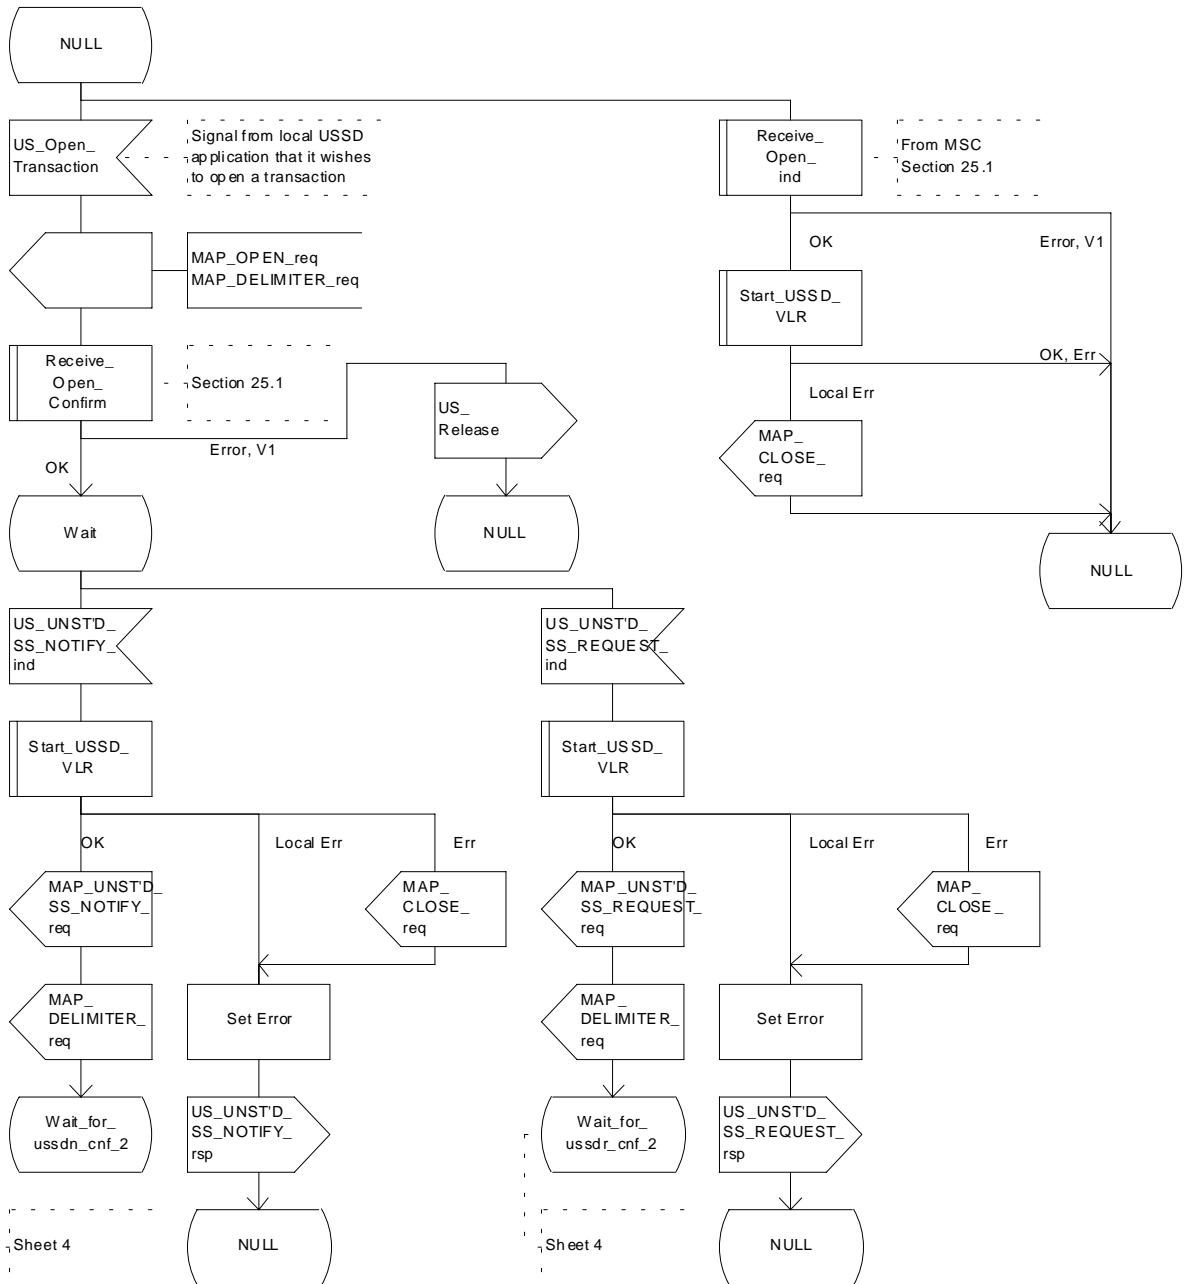 NULL
US_Open_
Transaction
Signal from local USSD
application that it wishes
to open a transaction
Receive_
Open_
ind
From MSC
Section 25.1
MAP_OPEN_req
MAP_DELIMITER_req
OK
Error, V1
Start_USSD_
VLR
Receive_
Open_
Confirm
Section 25.1
OK, Err
Local Err
US_
Release
MAP_
CLOSE_
req
Error, V1
OK
Wait
NULL
NULL
US_UNST'D_
SS_NOTIFY_
ind
US_UNST'D_
SS_REQUEST_
ind
Start_USSD_
VLR
Start_USSD_
VLR
OK
Local Err
Err
OK
Local Err
Err
MAP_UNST'D_
SS_NOTIFY_
req
MAP_
CLOSE_
req
MAP_UNST'D_
SS_REQUEST_
req
MAP_
CLOSE_
req
MAP_
DELIMITER_
req
Set Error
MAP_
DELIMITER_
req
Set Error
Wait_for_
ussdn_cnf_2
US_UNST'D_
SS_NOTIFY_
rsp
Wait_for_
ussdr_cnf_2
US_UNST'D_
SS_REQUEST_
rsp
Sheet 4
NULL
Sheet 4
NULL